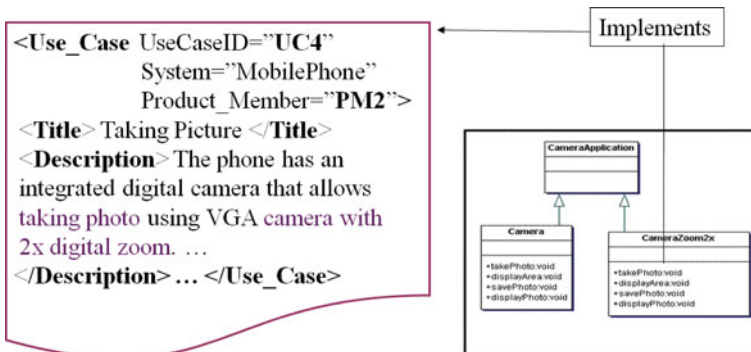 <Use_Case UseCaseID=”UC4”
System=”MobilePhone”
Product_Member=”PM2”>
<Title> Taking Picture </Title>
<Description> The phone has an
integrated digital camera that allows
taking photo using VGA camera with
2x digital zoom. …
</Description> … </Use_Case>
Implements
CameraApplication
Camera
+takePhoto:void
+displayArea:void
+savePhoto:void
+displayPhoto:void
CameraZoom2x
+takePhoto:void
+displayArea:void
+savePhoto:void
+displayPhoto:void